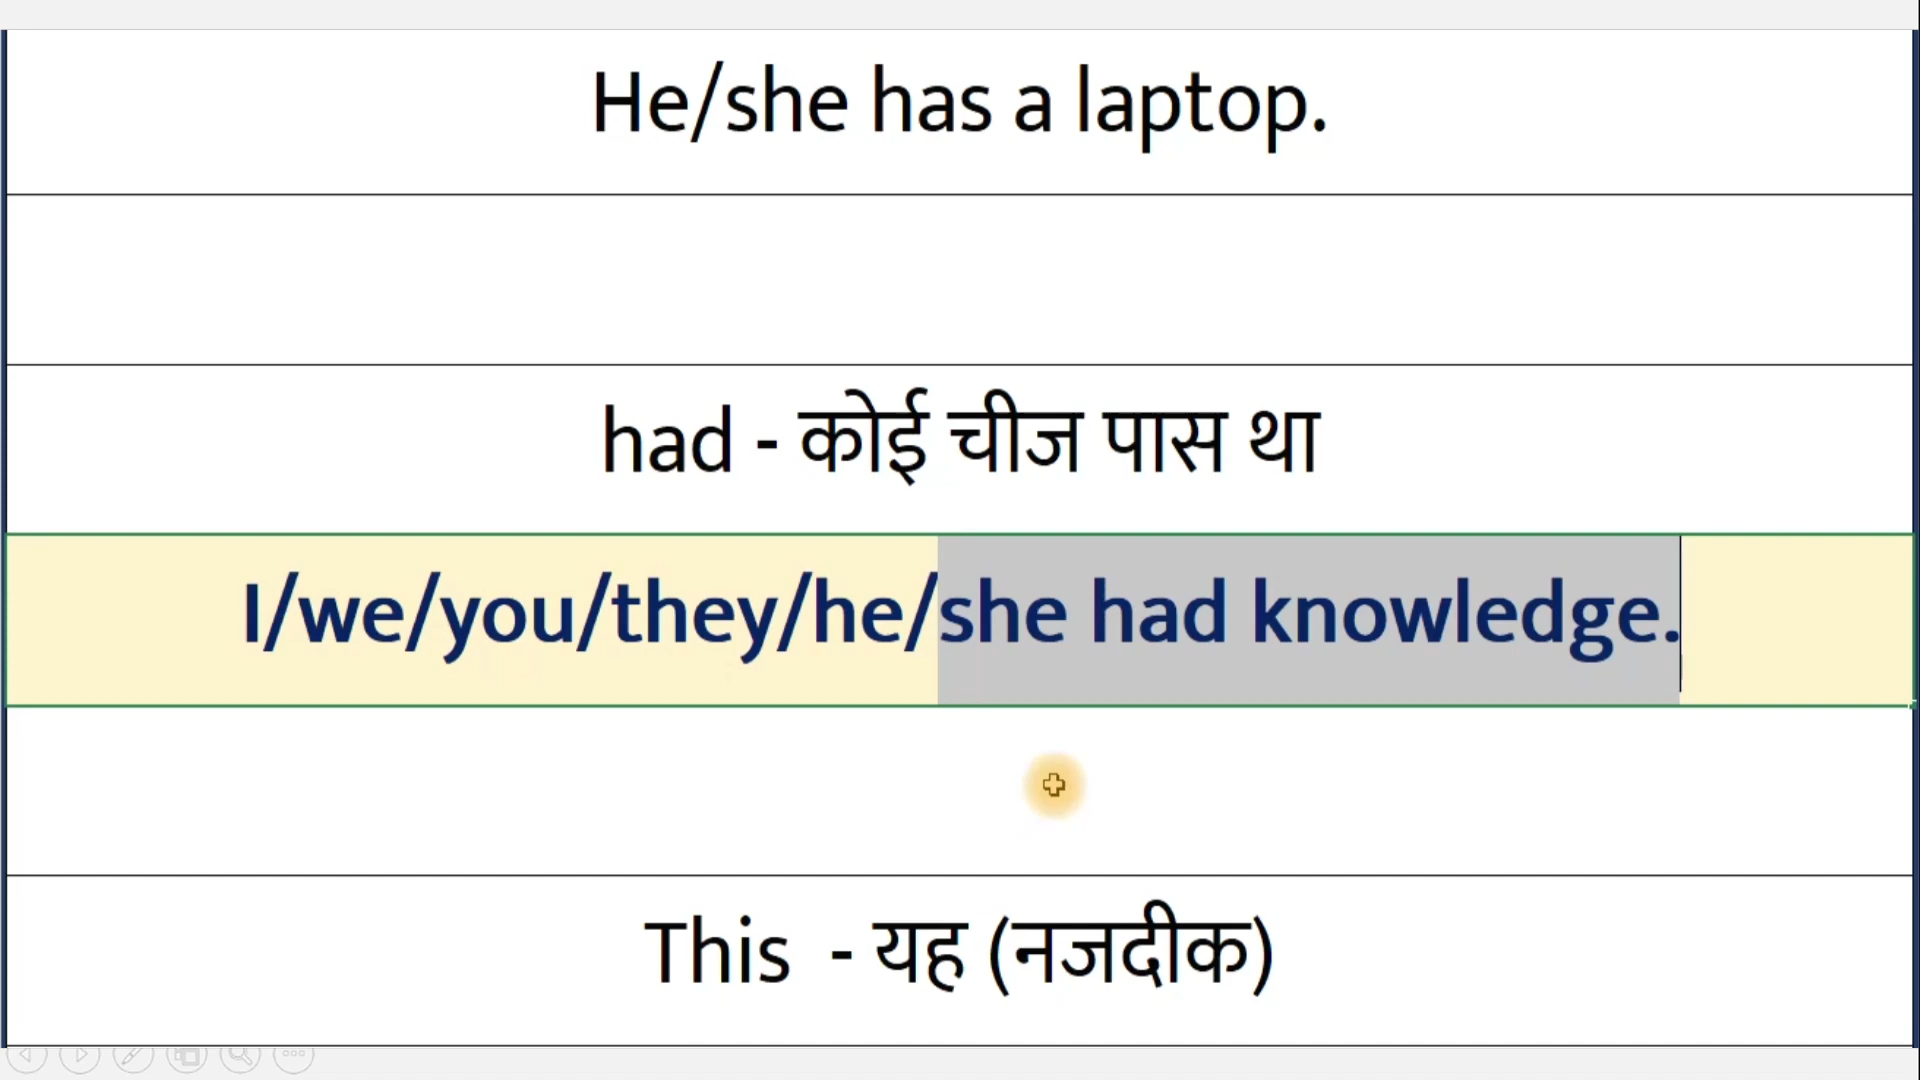 He/she has a laptop.
had - कोई चीज पास था
I/we/you/they/he/she had knowledge.
This - यह (नजदीक)